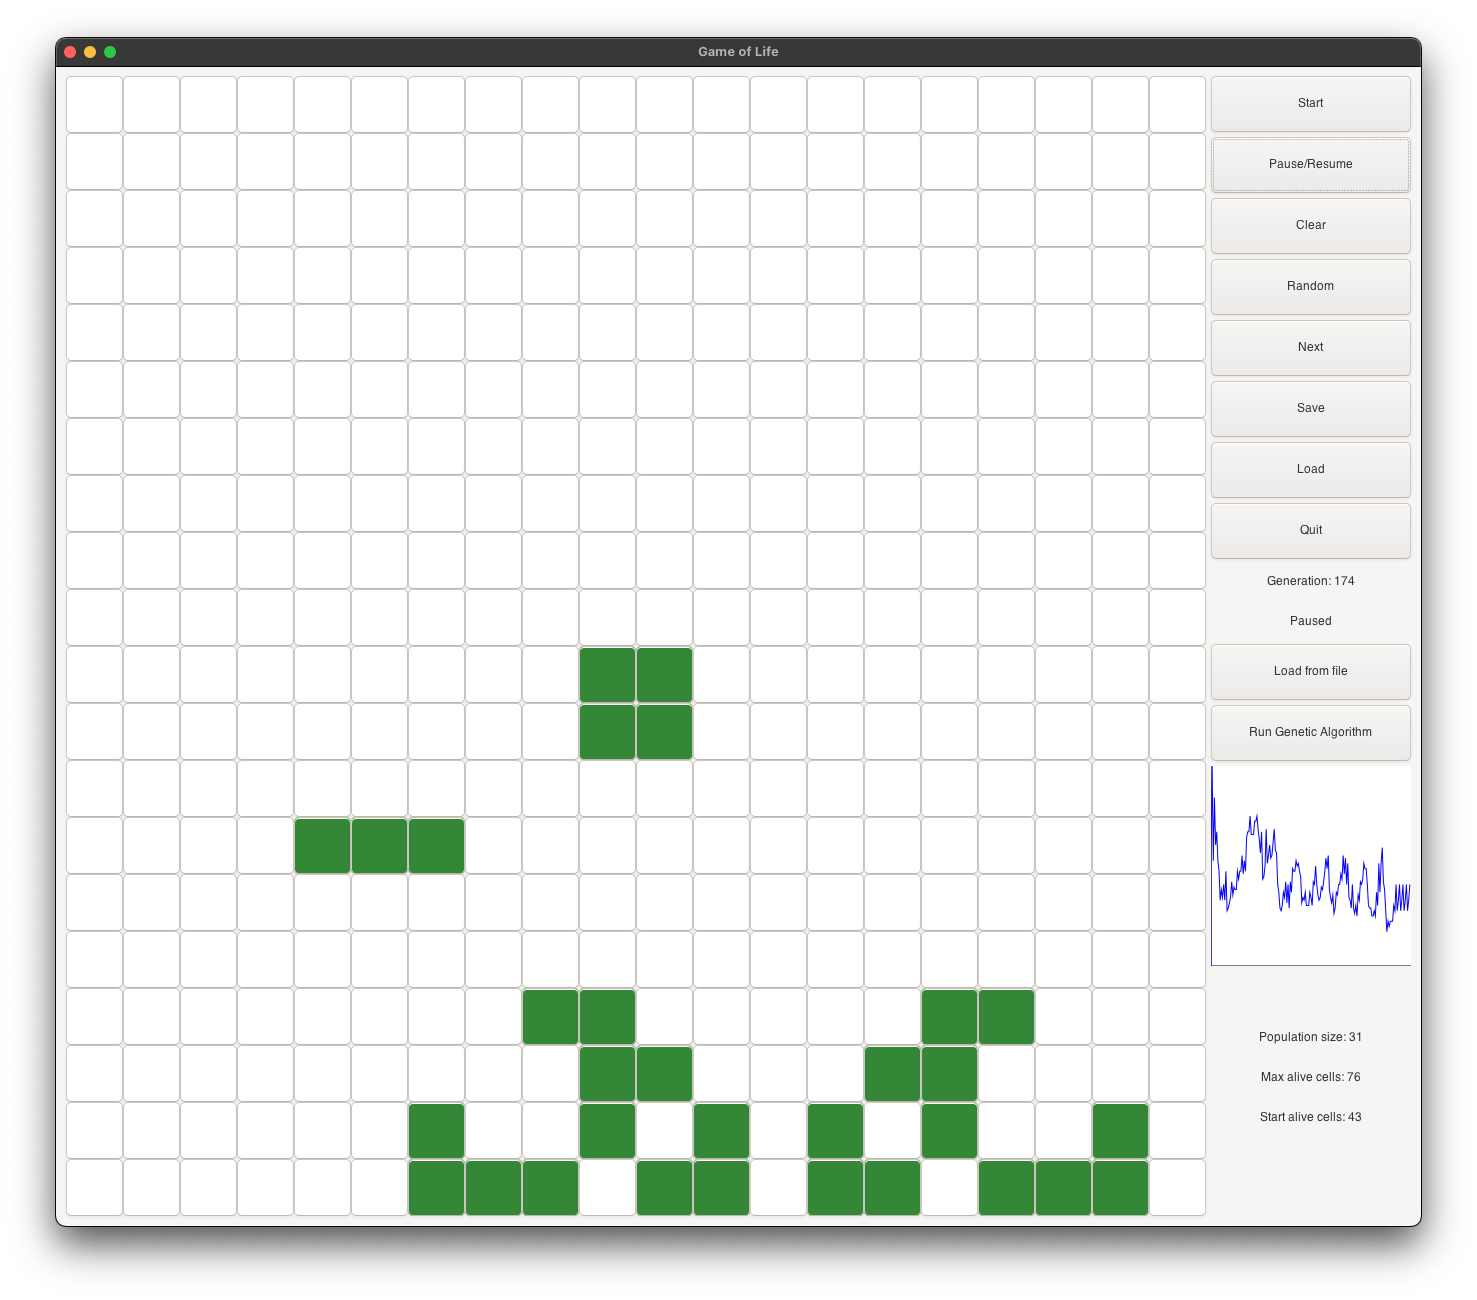 Game of Life
Start
Pause/Resume
Clear
Random
Next
Save
Load
Quit
Generation: 174
Paused
Load from file
Run Genetic Algorithm
Population size: 31
Max alive cells: 76
Start alive cells: 43